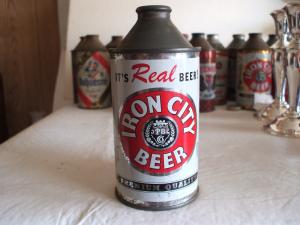 IT'S Real BEER!
IRON CITY
PBC
BEER
PREMIUM QUALITY